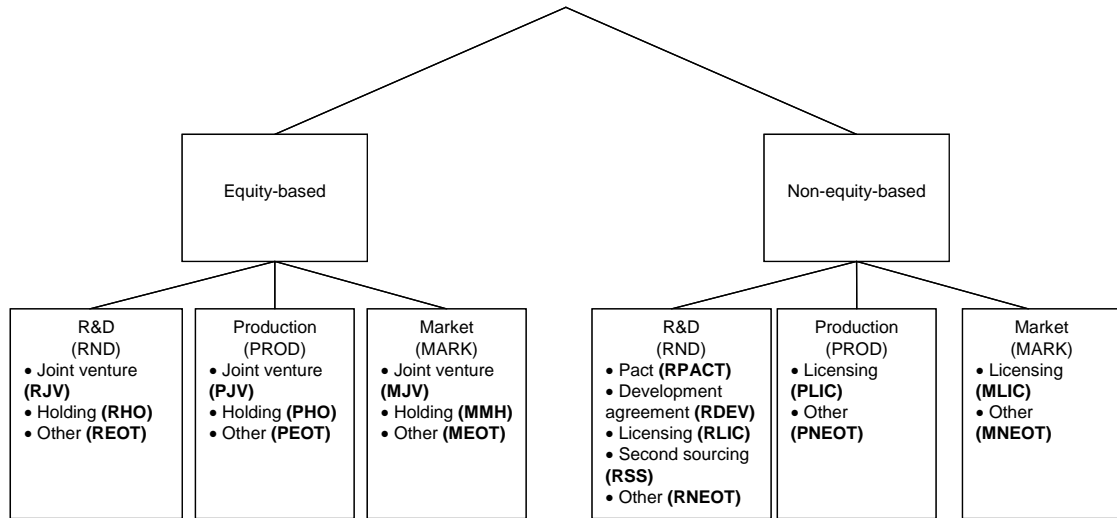 Equity-based
Non-equity-based
R&D
(RND)
• Joint venture
(RJV)
• Holding (RHO)
• Other (REOT)
Production
(PROD)
• Joint venture
(PJV)
• Holding (PHO)
• Other (PEOT)
Market
(MARK)
• Joint venture
(MJV)
• Holding (MMH)
• Other (MEOT)
R&D
(RND)
• Pact (RPACT)
• Development
agreement (RDEV)
• Licensing (RLIC)
• Second sourcing
(RSS)
• Other (RNEOT)
Production
(PROD)
• Licensing
(PLIC)
• Other
(PNEOT)
Market
(MARK)
• Licensing
(MLIC)
• Other
(MNEOT)